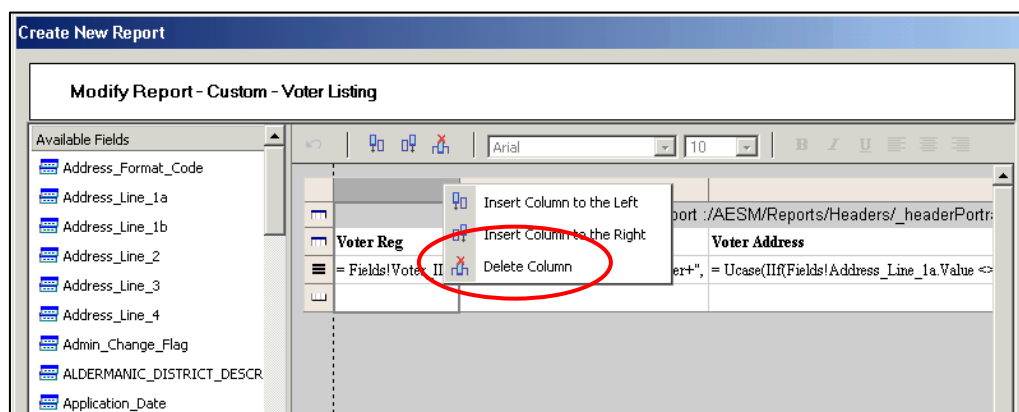 Create New Report
Modify Report - Custom - Voter Listing
Available Fields
Address_Format_Code
Address_Line_1a
Address_Line_1b
Address_Line_2
Address_Line_3
Address_Line_4
Admin_Change_Flag
ALDERMANIC_DISTRICT_DESCR
Application_Date
Arial
10
B I U
Insert Column to the Left
Insert Column to the Right
Delete Column
port :/AESM/Reports/Headers/_headerPortra
Voter Reg
Voter Address
= Fields!Voter_II
er+",
= Ucase(IIf(Fields!Address_Line_1a.Value <>